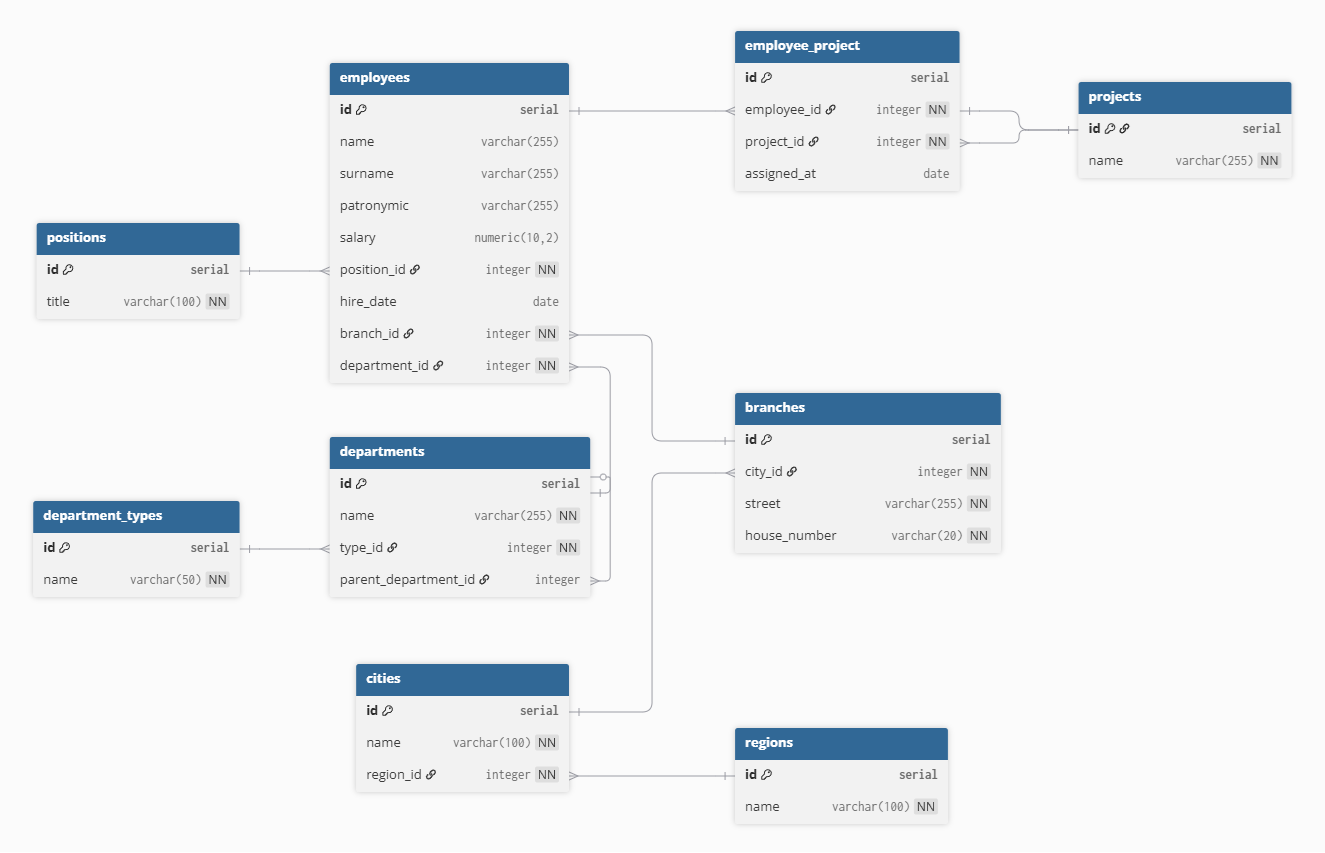 employees
id serial
name varchar(255)
surname varchar(255)
patronymic varchar(255)
salary numeric(10,2)
position_id integer NN
hire_date date
branch_id integer NN
department_id integer NN
employee_project
id serial
employee_id integer NN
project_id integer NN
assigned_at date
projects
id serial
name varchar(255) NN
positions
id serial
title varchar(100) NN
branches
id serial
city_id integer NN
street varchar(255) NN
house_number varchar(20) NN
departments
id serial
name varchar(255) NN
type_id integer NN
parent_department_id integer
department_types
id serial
name varchar(50) NN
cities
id serial
name varchar(100) NN
region_id integer NN
regions
id serial
name varchar(100) NN